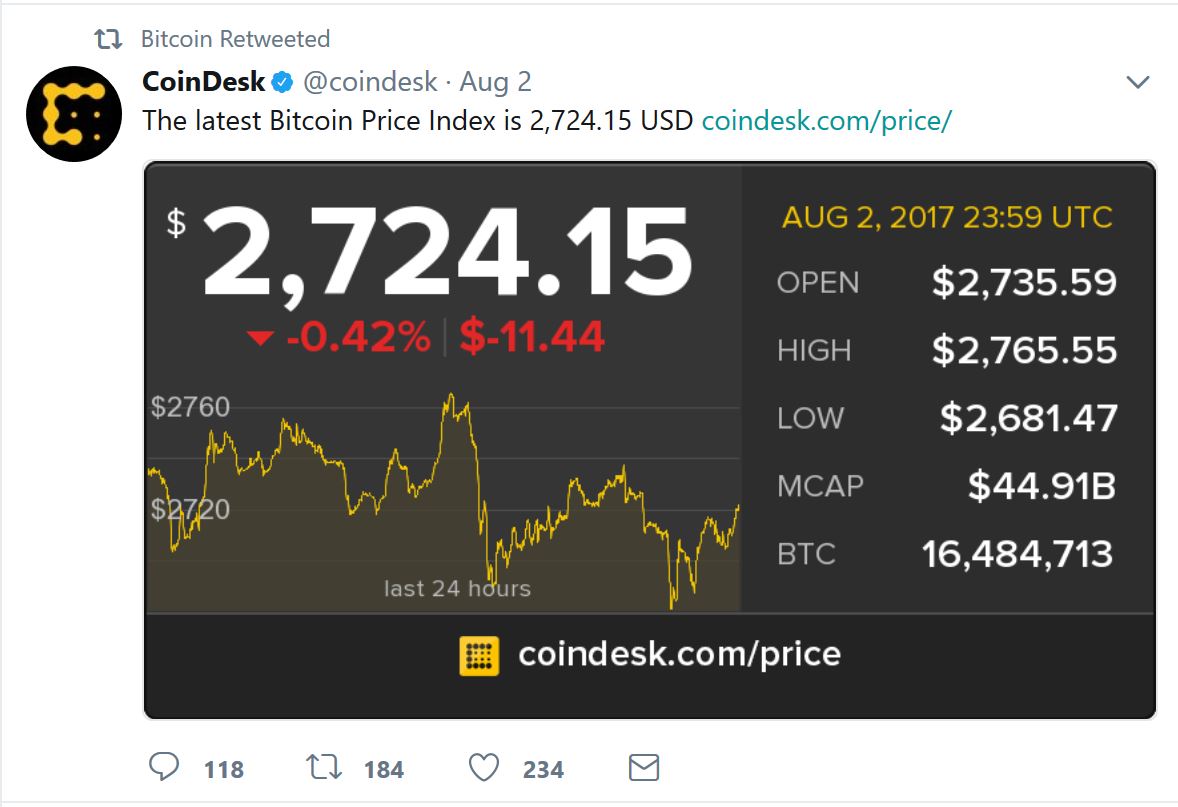 Bitcoin Retweeted
CoinDesk @coindesk · Aug 2
The latest Bitcoin Price Index is 2,724.15 USD coindesk.com/price/
$ 2,724.15
-0.42% | $-11.44
$2760
$2720
last 24 hours
AUG 2, 2017 23:59 UTC
OPEN $2,735.59
HIGH $2,765.55
LOW $2,681.47
MCAP $44.91B
BTC 16,484,713
coindesk.com/price
118 184 234